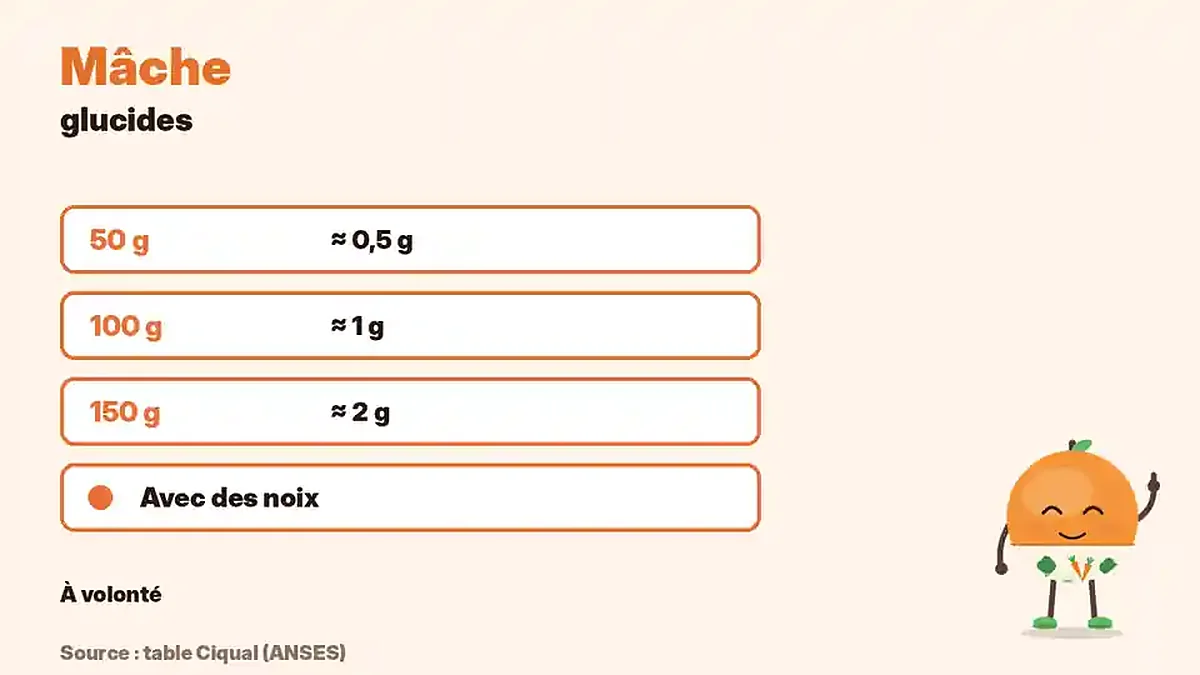 Mâche
glucides
50 g ≈ 0,5 g
100 g ≈ 1 g
150 g ≈ 2 g
Avec des noix
À volonté
Source : table Ciqual (ANSES)